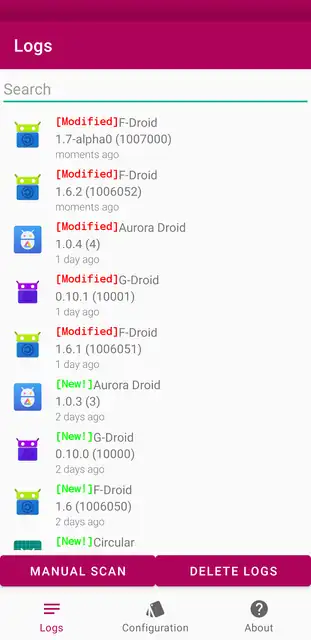 Logs
Search
[Modified]F-Droid
1.7-alpha0 (1007000)
moments ago
[Modified]F-Droid
1.6.2 (1006052)
moments ago
[Modified]Aurora Droid
1.0.4 (4)
1 day ago
[Modified]G-Droid
0.10.1 (10001)
1 day ago
[Modified]F-Droid
1.6.1 (1006051)
1 day ago
[New!]Aurora Droid
1.0.3 (3)
2 days ago
[New!]G-Droid
0.10.0 (10000)
2 days ago
[New!]F-Droid
1.6 (1006050)
2 days ago
[New!]Circular
MANUAL SCAN
DELETE LOGS
Logs
Configuration
About